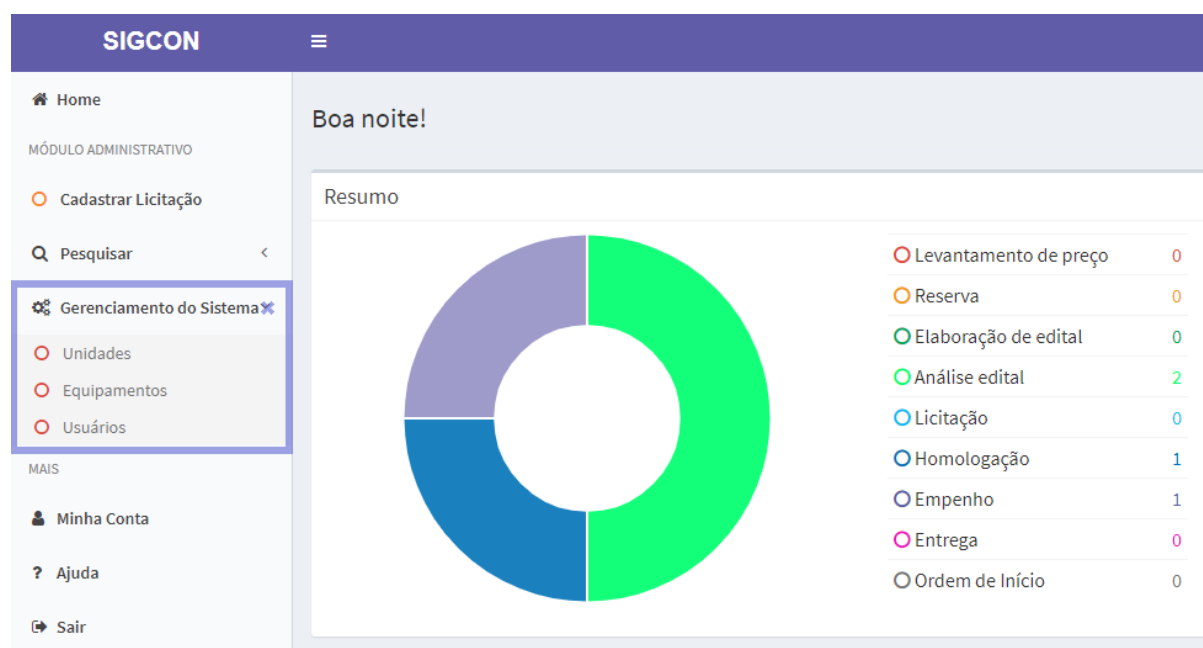 SIGCON
Home
MÓDULO ADMINISTRATIVO
Cadastrar Licitação
Pesquisar
Gerenciamento do Sistema
Unidades
Equipamentos
Usuários
MAIS
Minha Conta
? Ajuda
Sair
Boa noite!
Resumo
Levantamento de preço 0
Reserva 0
Elaboração de edital 0
Análise edital 2
Licitação 0
Homologação 1
Empenho 1
Entrega 0
Ordem de Início 0